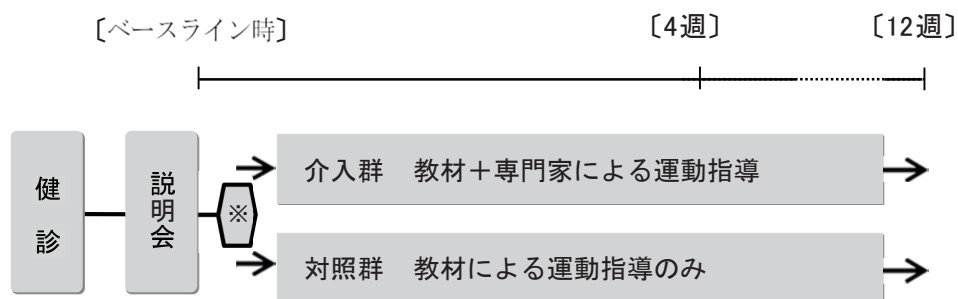 〔ベースライン時〕 〔4週〕 〔12週〕
健診
説明会
※
介入群 教材+専門家による運動指導
対照群 教材による運動指導のみ